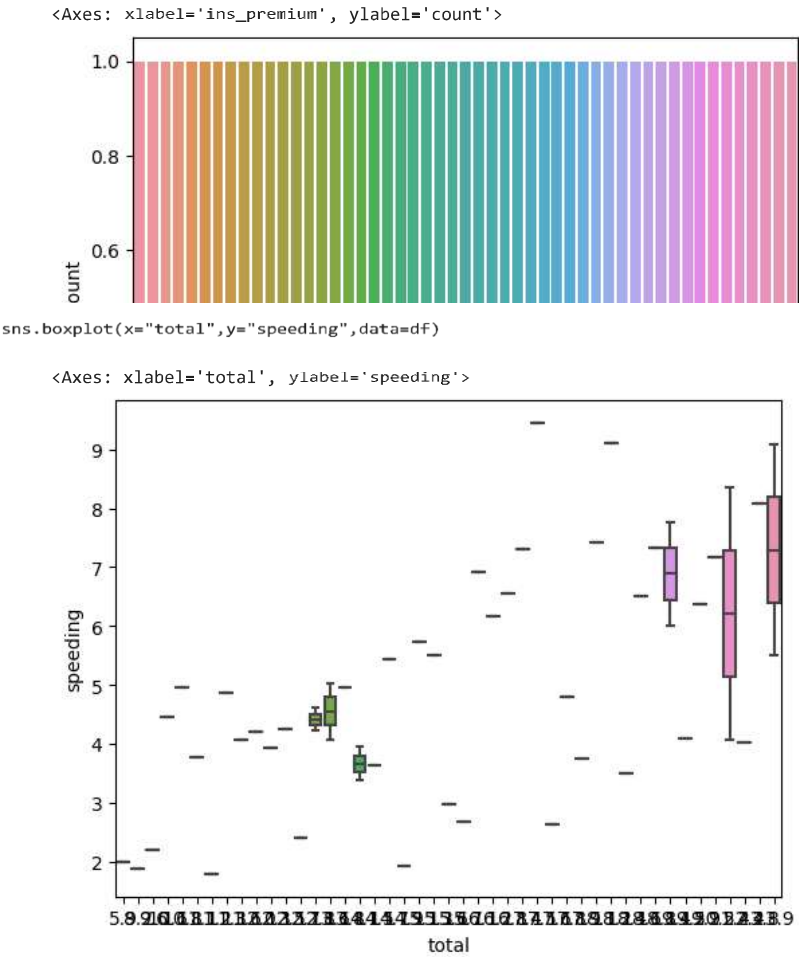 <Axes: xlabel='ins_premium', ylabel='count'>
1.0
0.8
0.6
ount
sns.boxplot(x="total",y="speeding",data=df)
<Axes: xlabel='total', ylabel='speeding'>
9
8
7
6
5
4
3
2
speeding
total